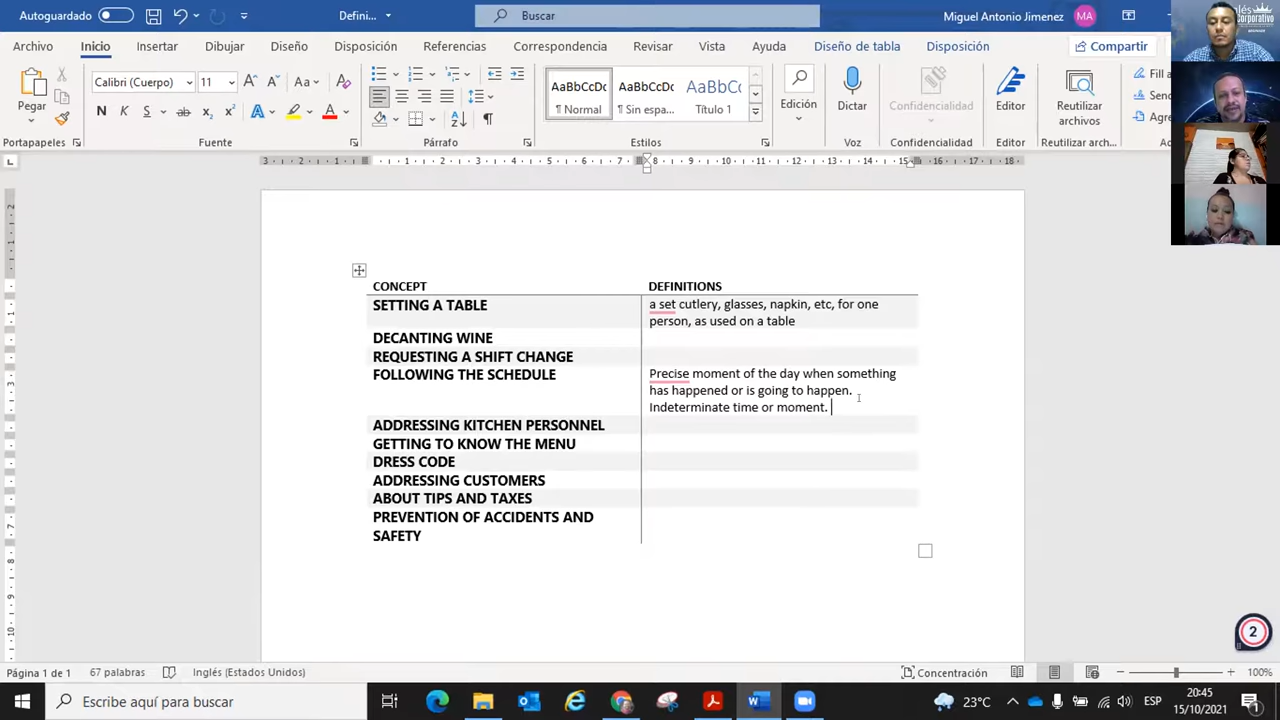 Autoguardado
Defini...
Buscar
Miguel Antonio Jimenez
MA
Archivo Inicio Insertar Dibujar Diseño Disposición Referencias Correspondencia Revisar Vista Ayuda Diseño de tabla Disposición Compartir
Pegar
Calibri (Cuerpo) 11
N K S ab x₂ x²
AaBbCcDc AaBbCcDc AaBbCc
¶ Normal ¶ Sin espa... Título 1
Edición
Dictar
Confidencialidad
Editor
Reutilizar
archivos
Portapapeles Fuente Párrafo Estilos Voz Confidencialidad Editor Reutilizar arch...
CONCEPT DEFINITIONS
SETTING A TABLE a set cutlery, glasses, napkin, etc, for one
person, as used on a table
DECANTING WINE
REQUESTING A SHIFT CHANGE
FOLLOWING THE SCHEDULE Precise moment of the day when something
has happened or is going to happen.
Indeterminate time or moment.
ADDRESSING KITCHEN PERSONNEL
GETTING TO KNOW THE MENU
DRESS CODE
ADDRESSING CUSTOMERS
ABOUT TIPS AND TAXES
PREVENTION OF ACCIDENTS AND
SAFETY
2
Página 1 de 1 67 palabras Inglés (Estados Unidos) Concentración 100%
Escribe aquí para buscar
23°C ESP
20:45
15/10/2021